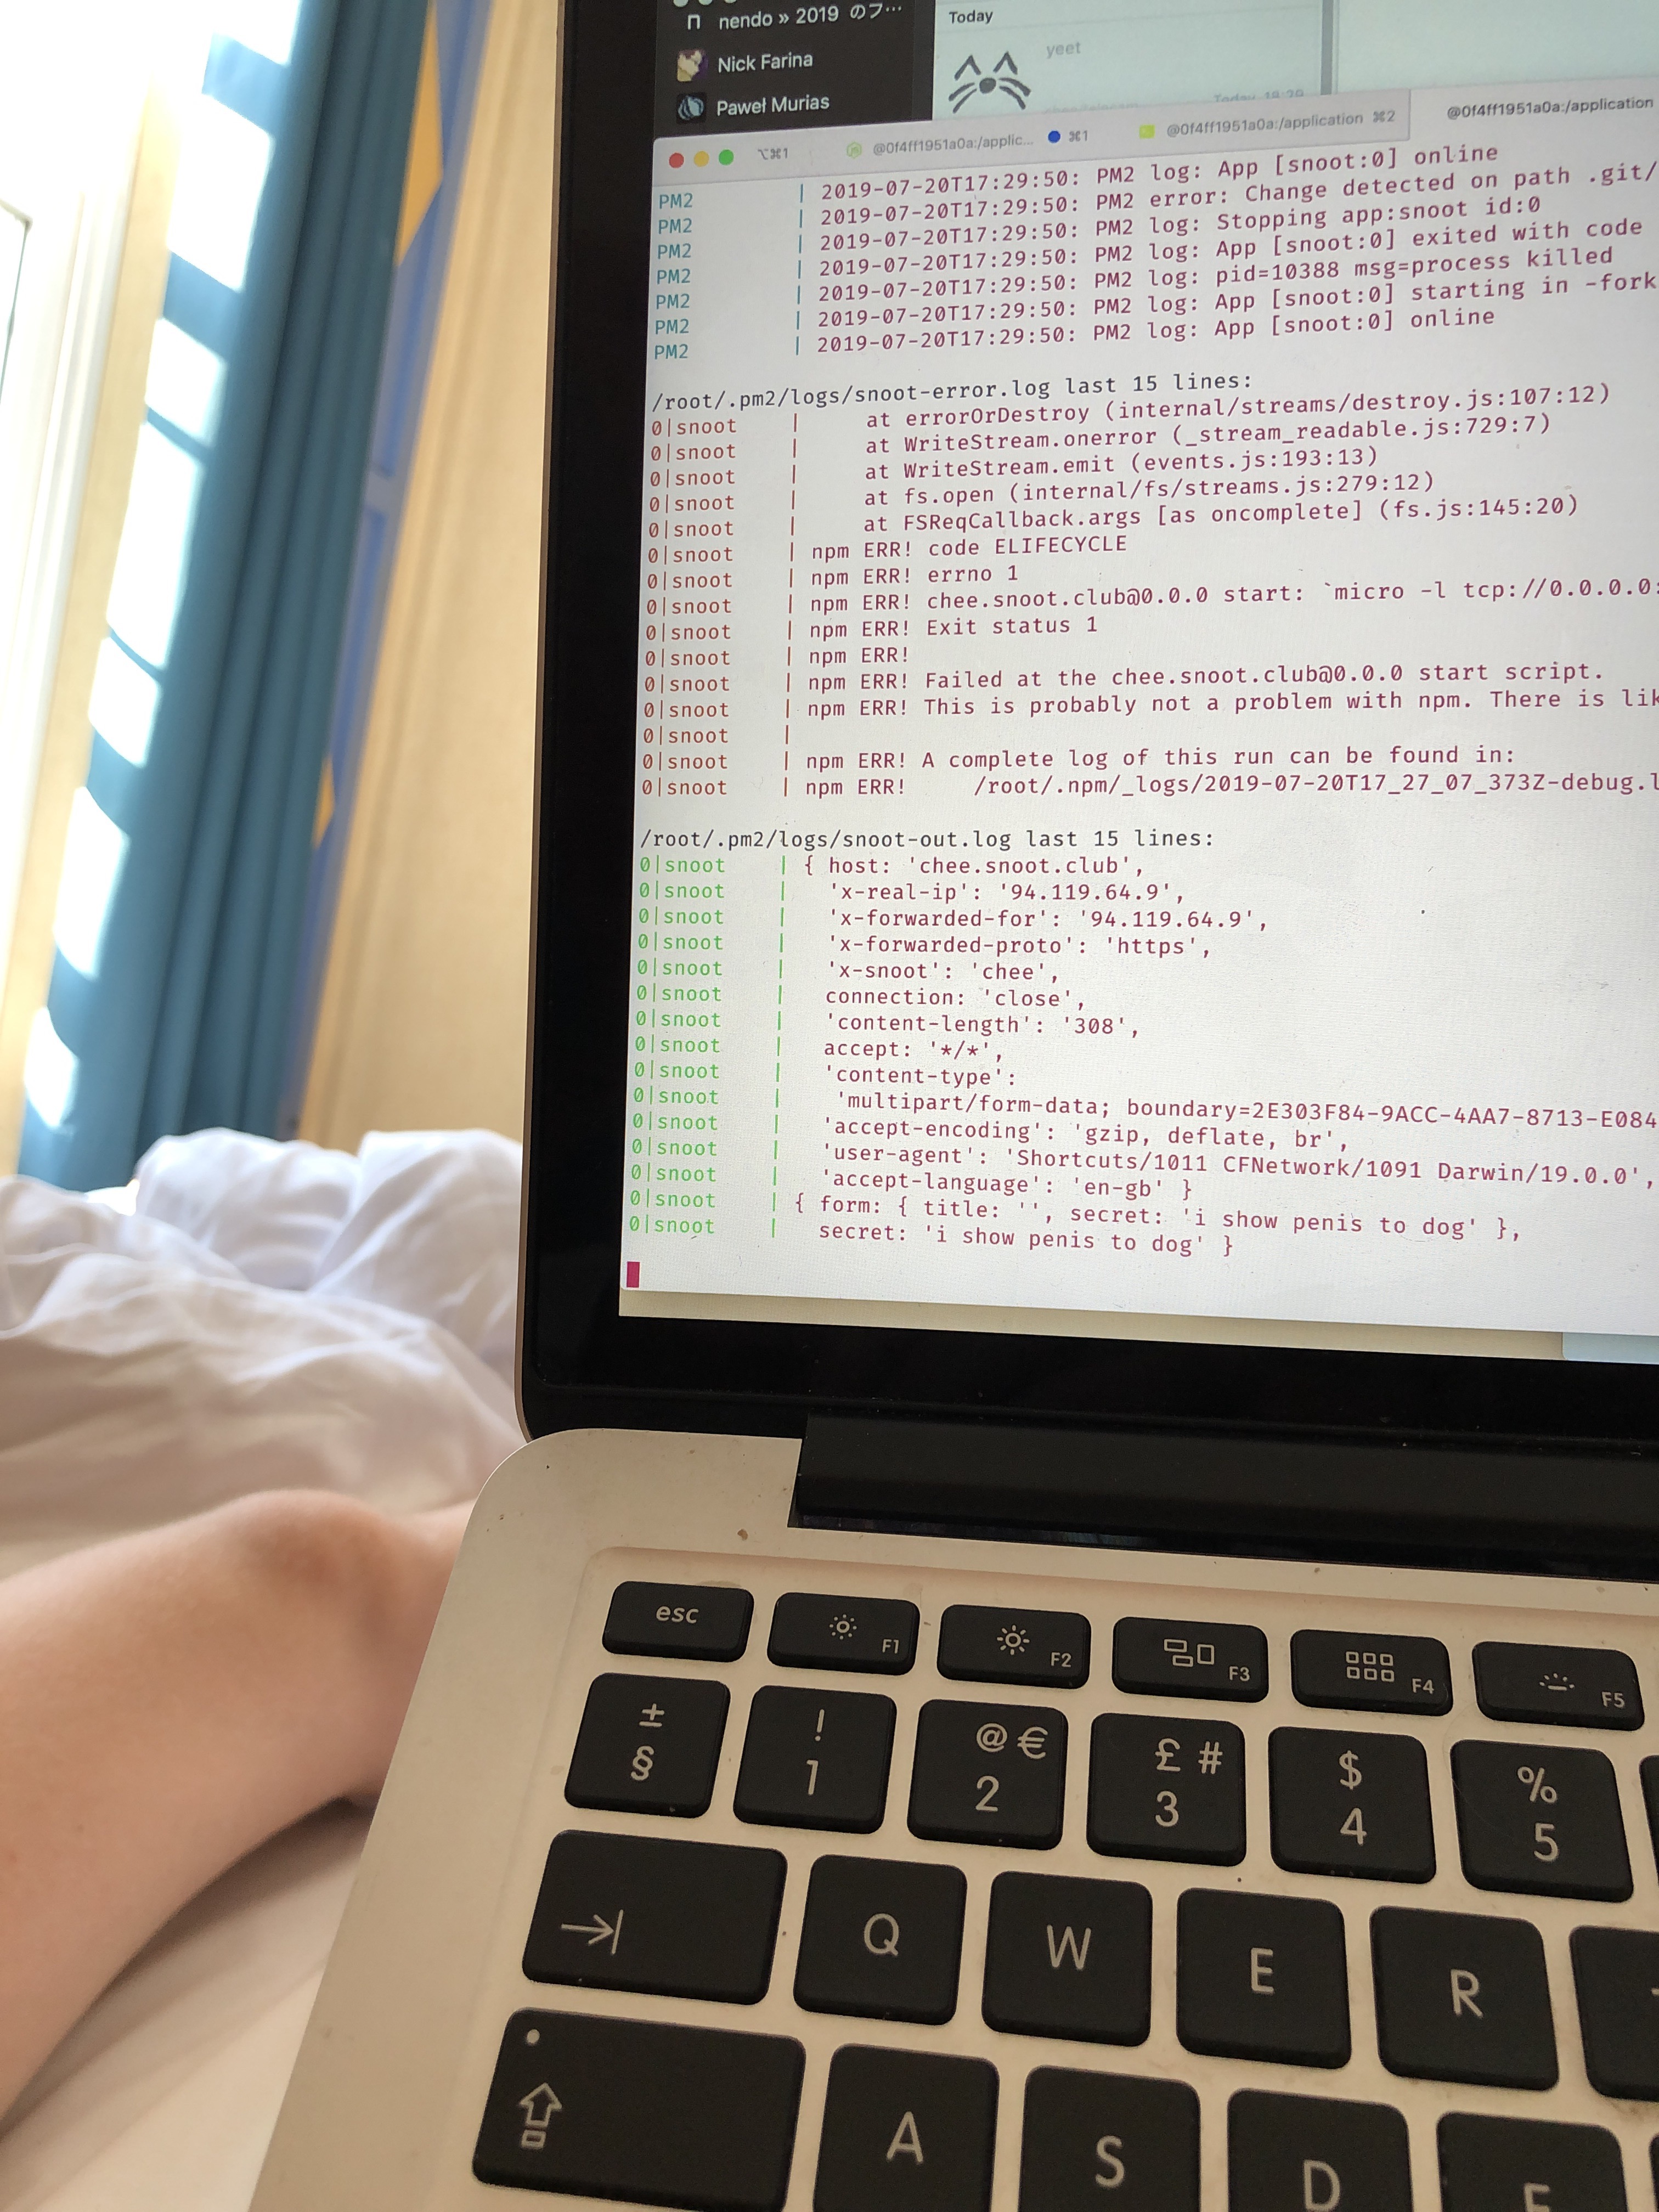 nendo » 2019 のフ…
Nick Farina
Paweł Murias
Today
yeet
Today, 18:29
⌥⌘1
@0f4ff1951a0a:/applic... ⌘1
@0f4ff1951a0a:/application ⌘2
@0f4ff1951a0a:/application
PM2 | 2019-07-20T17:29:50: PM2 log: App [snoot:0] online
PM2 | 2019-07-20T17:29:50: PM2 error: Change detected on path .git/
PM2 | 2019-07-20T17:29:50: PM2 log: Stopping app:snoot id:0
PM2 | 2019-07-20T17:29:50: PM2 log: App [snoot:0] exited with code
PM2 | 2019-07-20T17:29:50: PM2 log: pid=10388 msg=process killed
PM2 | 2019-07-20T17:29:50: PM2 log: App [snoot:0] starting in -fork
PM2 | 2019-07-20T17:29:50: PM2 log: App [snoot:0] online
/root/.pm2/logs/snoot-error.log last 15 lines:
0|snoot | at errorOrDestroy (internal/streams/destroy.js:107:12)
0|snoot | at WriteStream.onerror (_stream_readable.js:729:7)
0|snoot | at WriteStream.emit (events.js:193:13)
0|snoot | at fs.open (internal/fs/streams.js:279:12)
0|snoot | at FSReqCallback.args [as oncomplete] (fs.js:145:20)
0|snoot | npm ERR! code ELIFECYCLE
0|snoot | npm ERR! errno 1
0|snoot | npm ERR! chee.snoot.club@0.0.0 start: `micro -l tcp://0.0.0.0:
0|snoot | npm ERR! Exit status 1
0|snoot | npm ERR!
0|snoot | npm ERR! Failed at the chee.snoot.club@0.0.0 start script.
0|snoot | npm ERR! This is probably not a problem with npm. There is lik
0|snoot |
0|snoot | npm ERR! A complete log of this run can be found in:
0|snoot | npm ERR! /root/.npm/_logs/2019-07-20T17_27_07_373Z-debug.l
/root/.pm2/logs/snoot-out.log last 15 lines:
0|snoot | { host: 'chee.snoot.club',
0|snoot | 'x-real-ip': '94.119.64.9',
0|snoot | 'x-forwarded-for': '94.119.64.9',
0|snoot | 'x-forwarded-proto': 'https',
0|snoot | 'x-snoot': 'chee',
0|snoot | connection: 'close',
0|snoot | 'content-length': '308',
0|snoot | accept: '*/*',
0|snoot | 'content-type':
0|snoot | 'multipart/form-data; boundary=2E303F84-9ACC-4AA7-8713-E084
0|snoot | 'accept-encoding': 'gzip, deflate, br',
0|snoot | 'user-agent': 'Shortcuts/1011 CFNetwork/1091 Darwin/19.0.0',
0|snoot | 'accept-language': 'en-gb' }
0|snoot | { form: { title: '', secret: 'i show penis to dog' },
0|snoot | secret: 'i show penis to dog' }
esc F1 F2 F3 F4 F5
± ! @ € £ # $ %
§ 1 2 3 4 5
Q W E R
A S D F